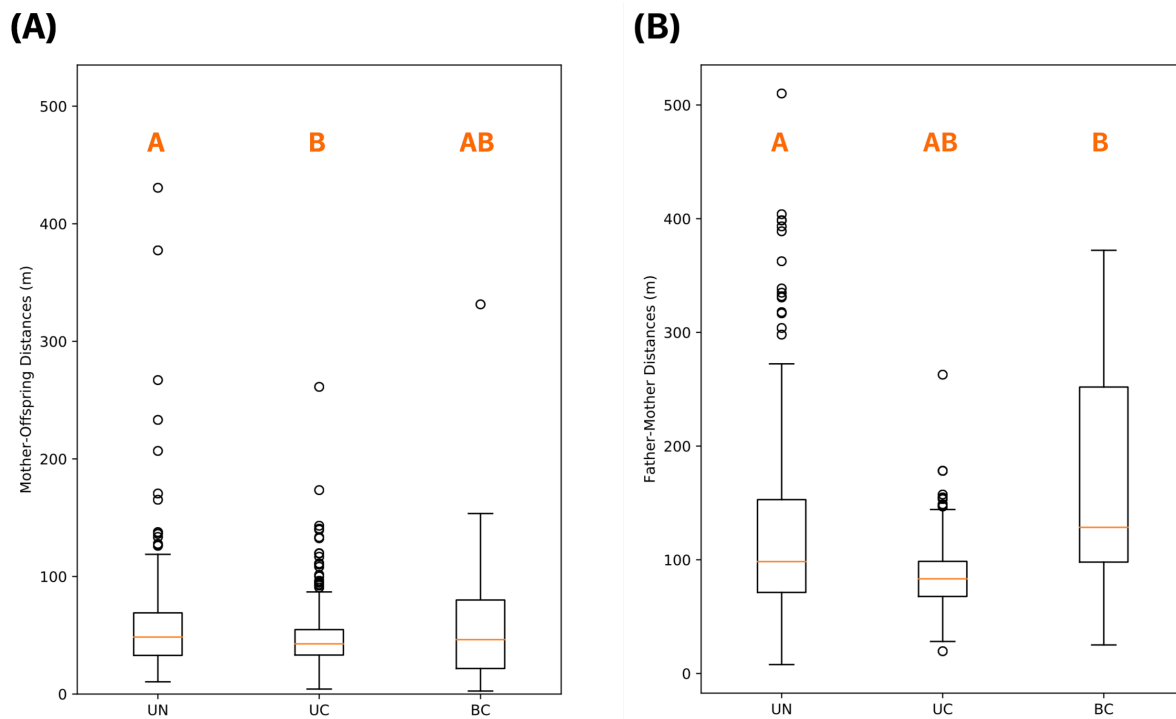 (A)
Mother-Offspring Distances (m)
500
400
300
200
100
0
A
B
AB
UN
UC
BC
(B)
Father-Mother Distances (m)
500
400
300
200
100
0
A
AB
B
UN
UC
BC